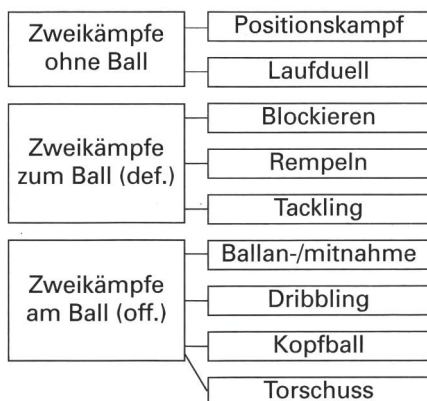 Zweikämpfe
ohne Ball
Positionskampf
Laufduell
Zweikämpfe
zum Ball (def.)
Blockieren
Rempeln
Tackling
Zweikämpfe
am Ball (off.)
Ballan-/mitnahme
Dribbling
Kopfball
Torschuss